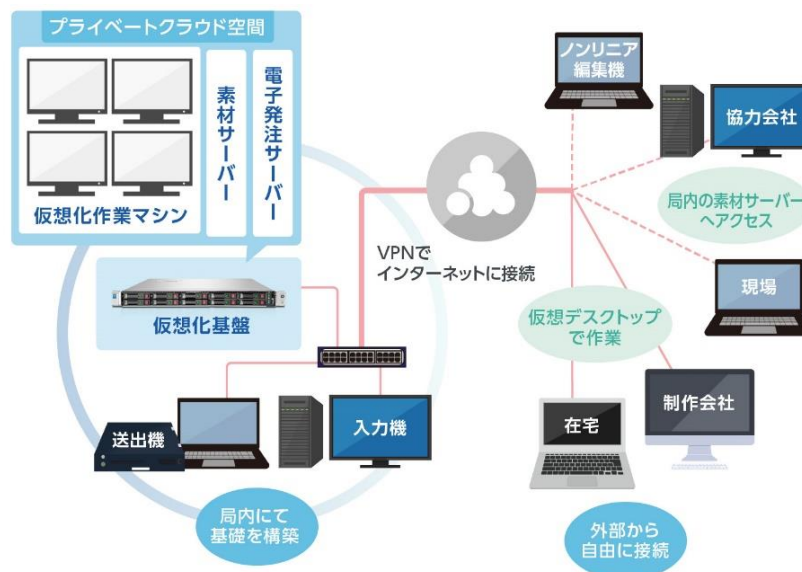 プライベートクラウド空間
仮想化作業マシン
素材サーバー
電子発注サーバー
仮想化基盤
送出機
入力機
局内にて
基礎を構築
VPNで
インターネットに接続
ノンリニア
編集機
協力会社
局内の素材サーバー
へアクセス
現場
仮想デスクトップ
で作業
在宅
制作会社
外部から
自由に接続